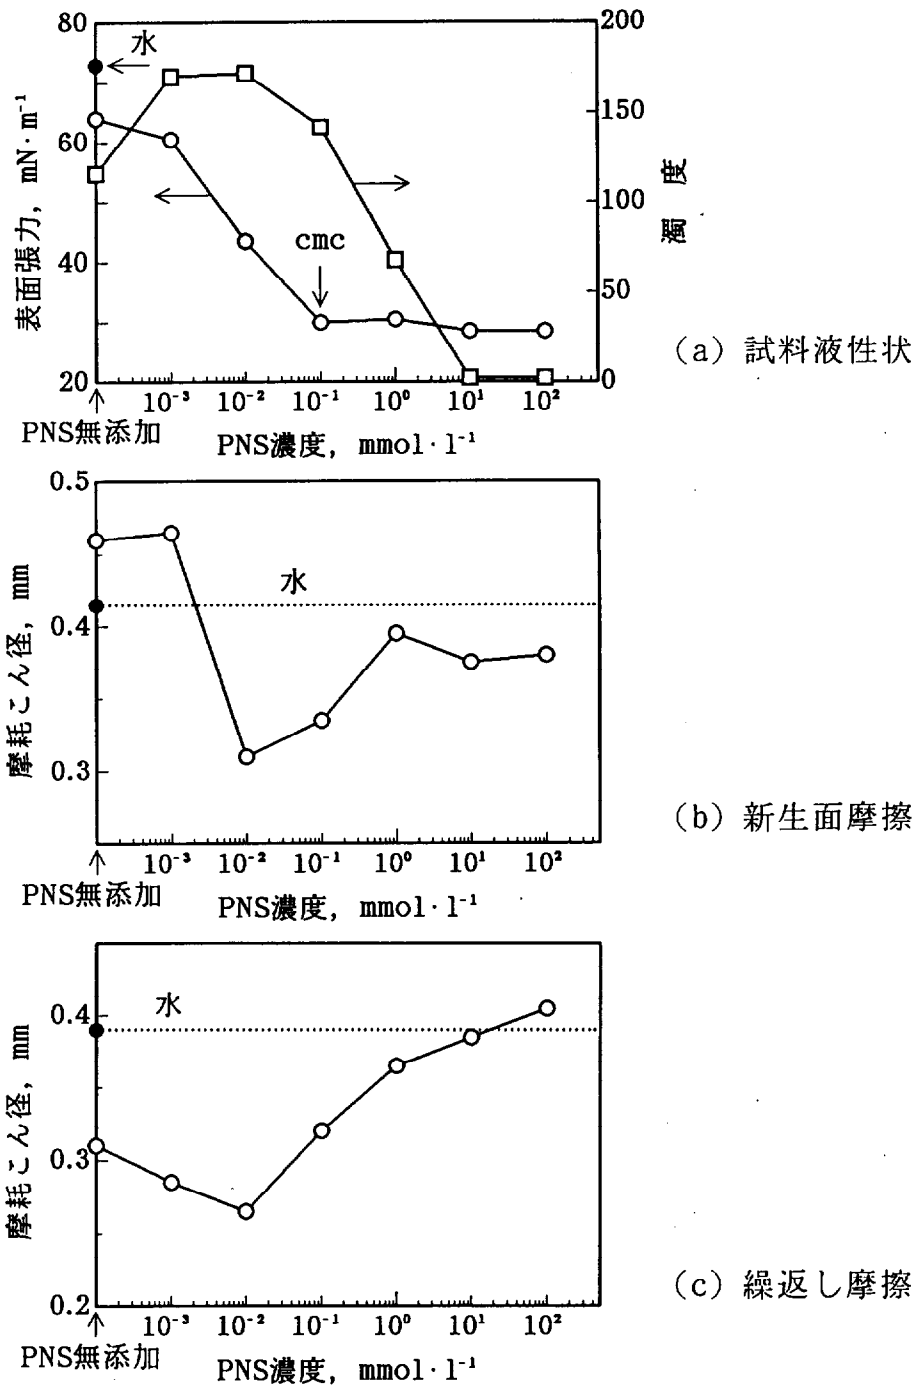 80
60
40
20
表面張力, mN·m⁻¹
水
cmc
200
150
100
50
0
濁度
10⁻³ 10⁻² 10⁻¹ 10⁰ 10¹ 10²
PNS無添加
PNS濃度, mmol·l⁻¹
(a) 試料液性状
0.5
0.4
0.3
摩耗こん径, mm
水
10⁻³ 10⁻² 10⁻¹ 10⁰ 10¹ 10²
PNS無添加
PNS濃度, mmol·l⁻¹
(b) 新生面摩擦
0.4
0.3
0.2
摩耗こん径, mm
水
10⁻³ 10⁻² 10⁻¹ 10⁰ 10¹ 10²
PNS無添加
PNS濃度, mmol·l⁻¹
(c) 繰返し摩擦